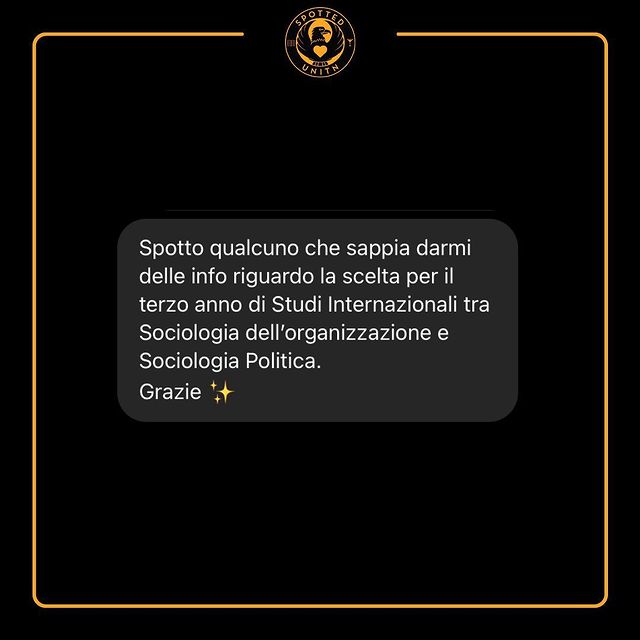 SPOTTED
UNITN
Spotto qualcuno che sappia darmi
delle info riguardo la scelta per il
terzo anno di Studi Internazionali tra
Sociologia dell’organizzazione e
Sociologia Politica.
Grazie ✨